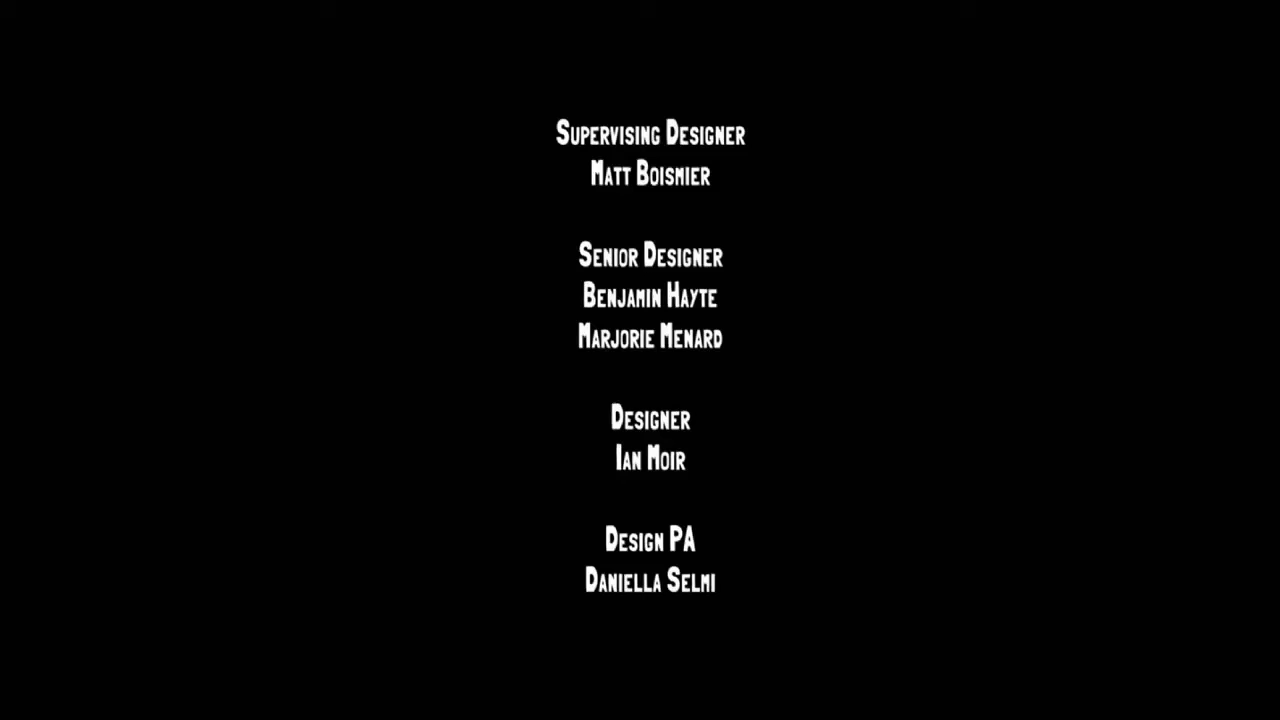 Supervising Designer
Matt Boismier
Senior Designer
Benjamin Hayte
Marjorie Menard
Designer
Ian Moir
Design PA
Daniella Selmi